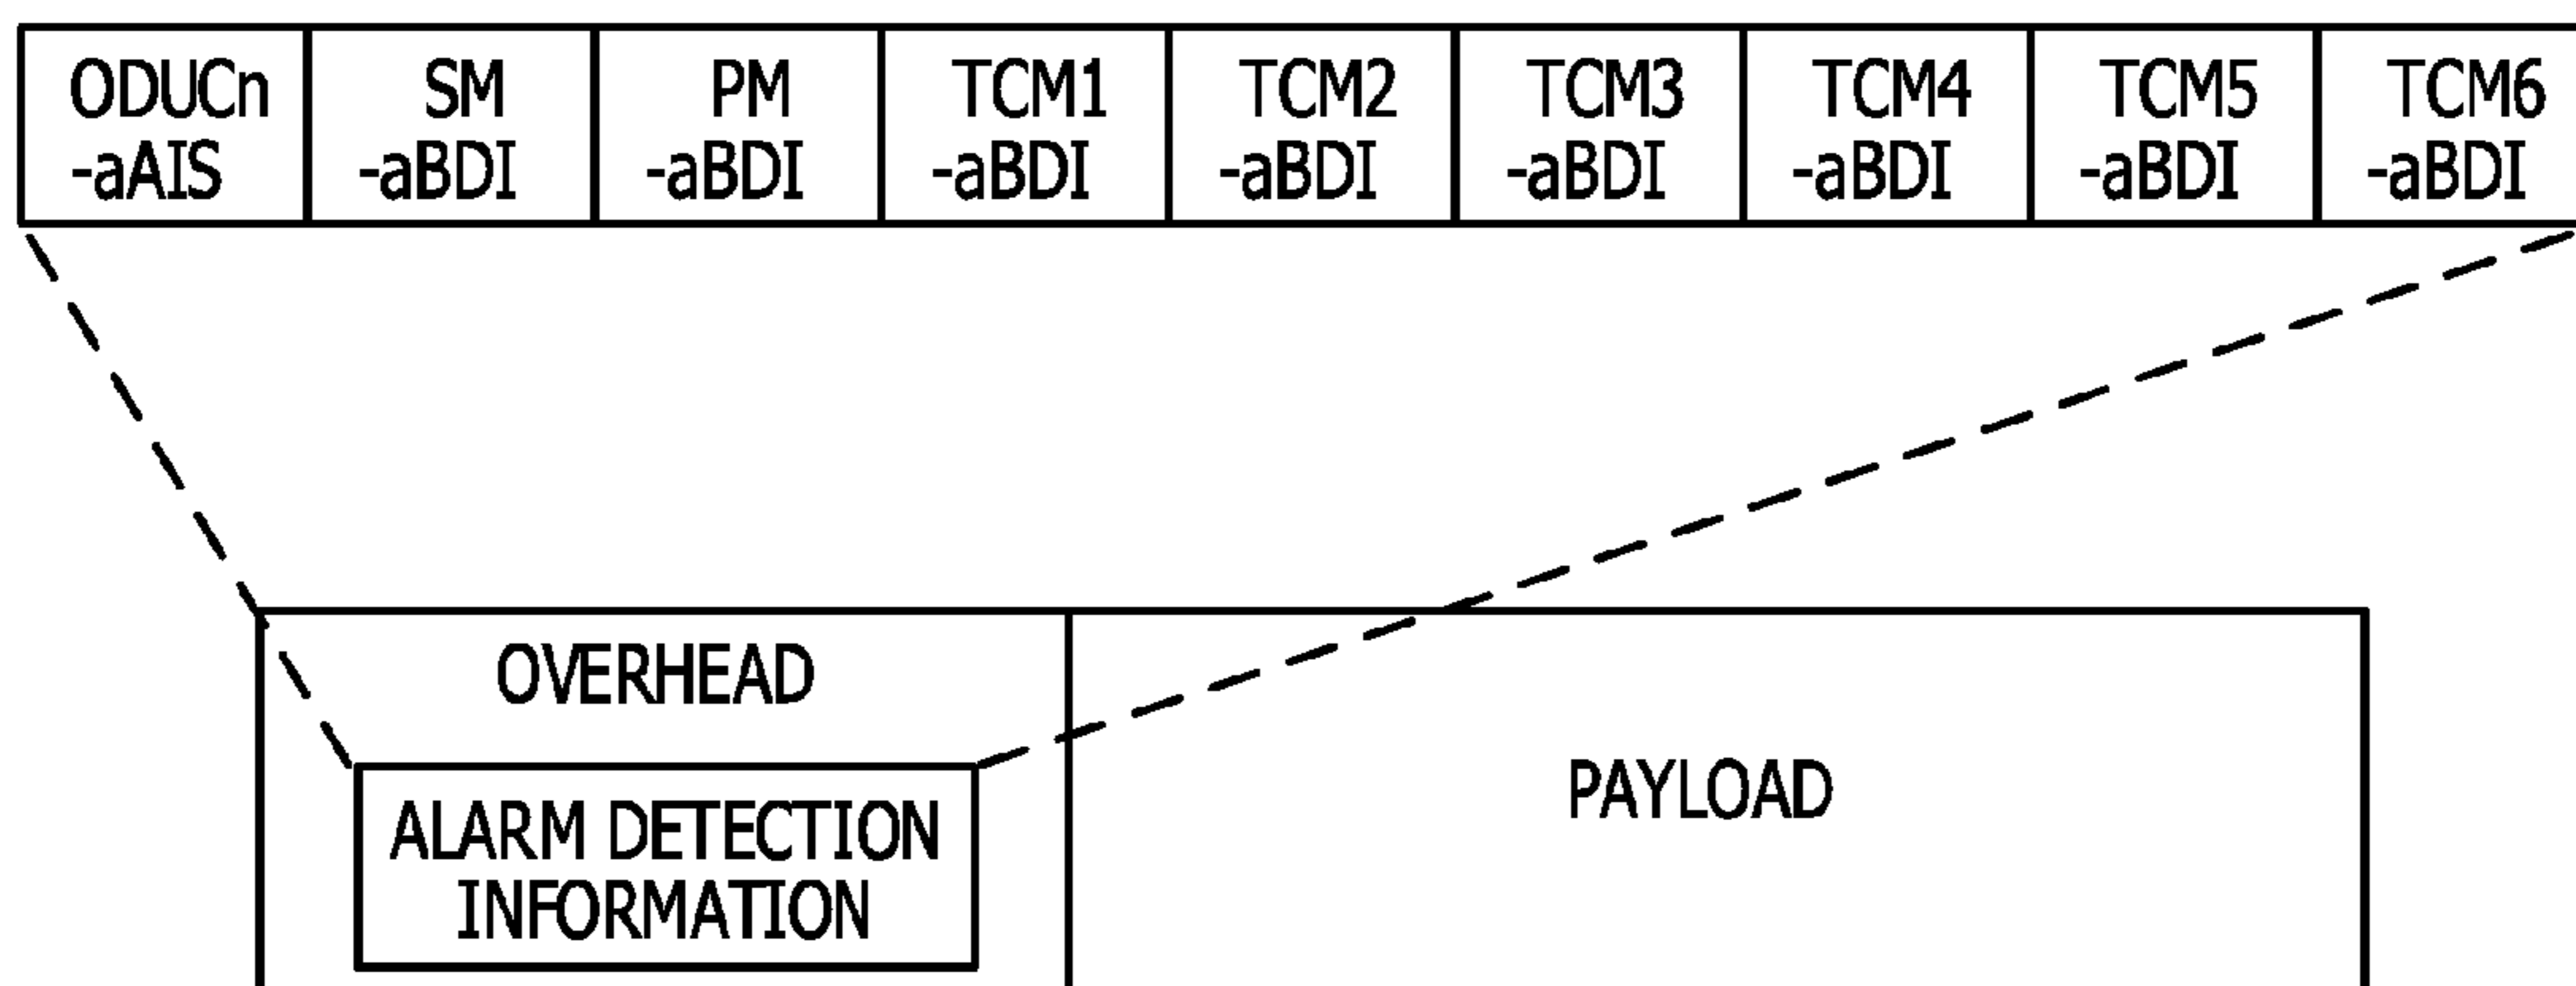 ODUCn SM PM TCM1 TCM2 TCM3 TCM4 TCM5 TCM6
-aAIS -aBDI -aBDI -aBDI -aBDI -aBDI -aBDI -aBDI -aBDI
OVERHEAD
PAYLOAD
ALARM DETECTION
INFORMATION